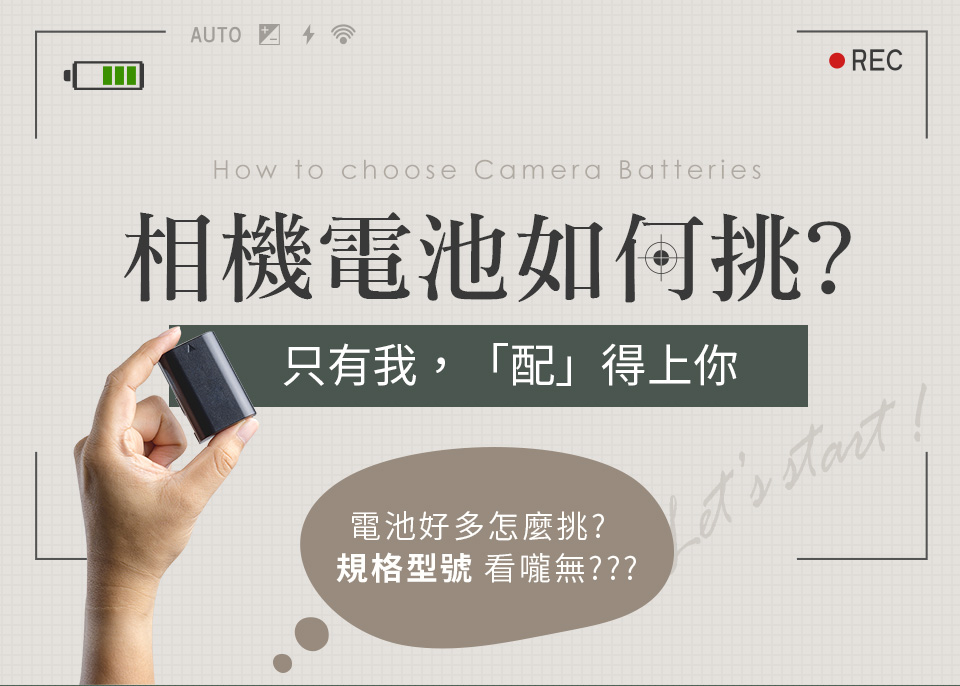 AUTO
REC
How to choose Camera Batteries
相機電池如何挑?
只有我，「配」得上你
Let's start!
電池好多怎麼挑?
規格型號 看嚨無???